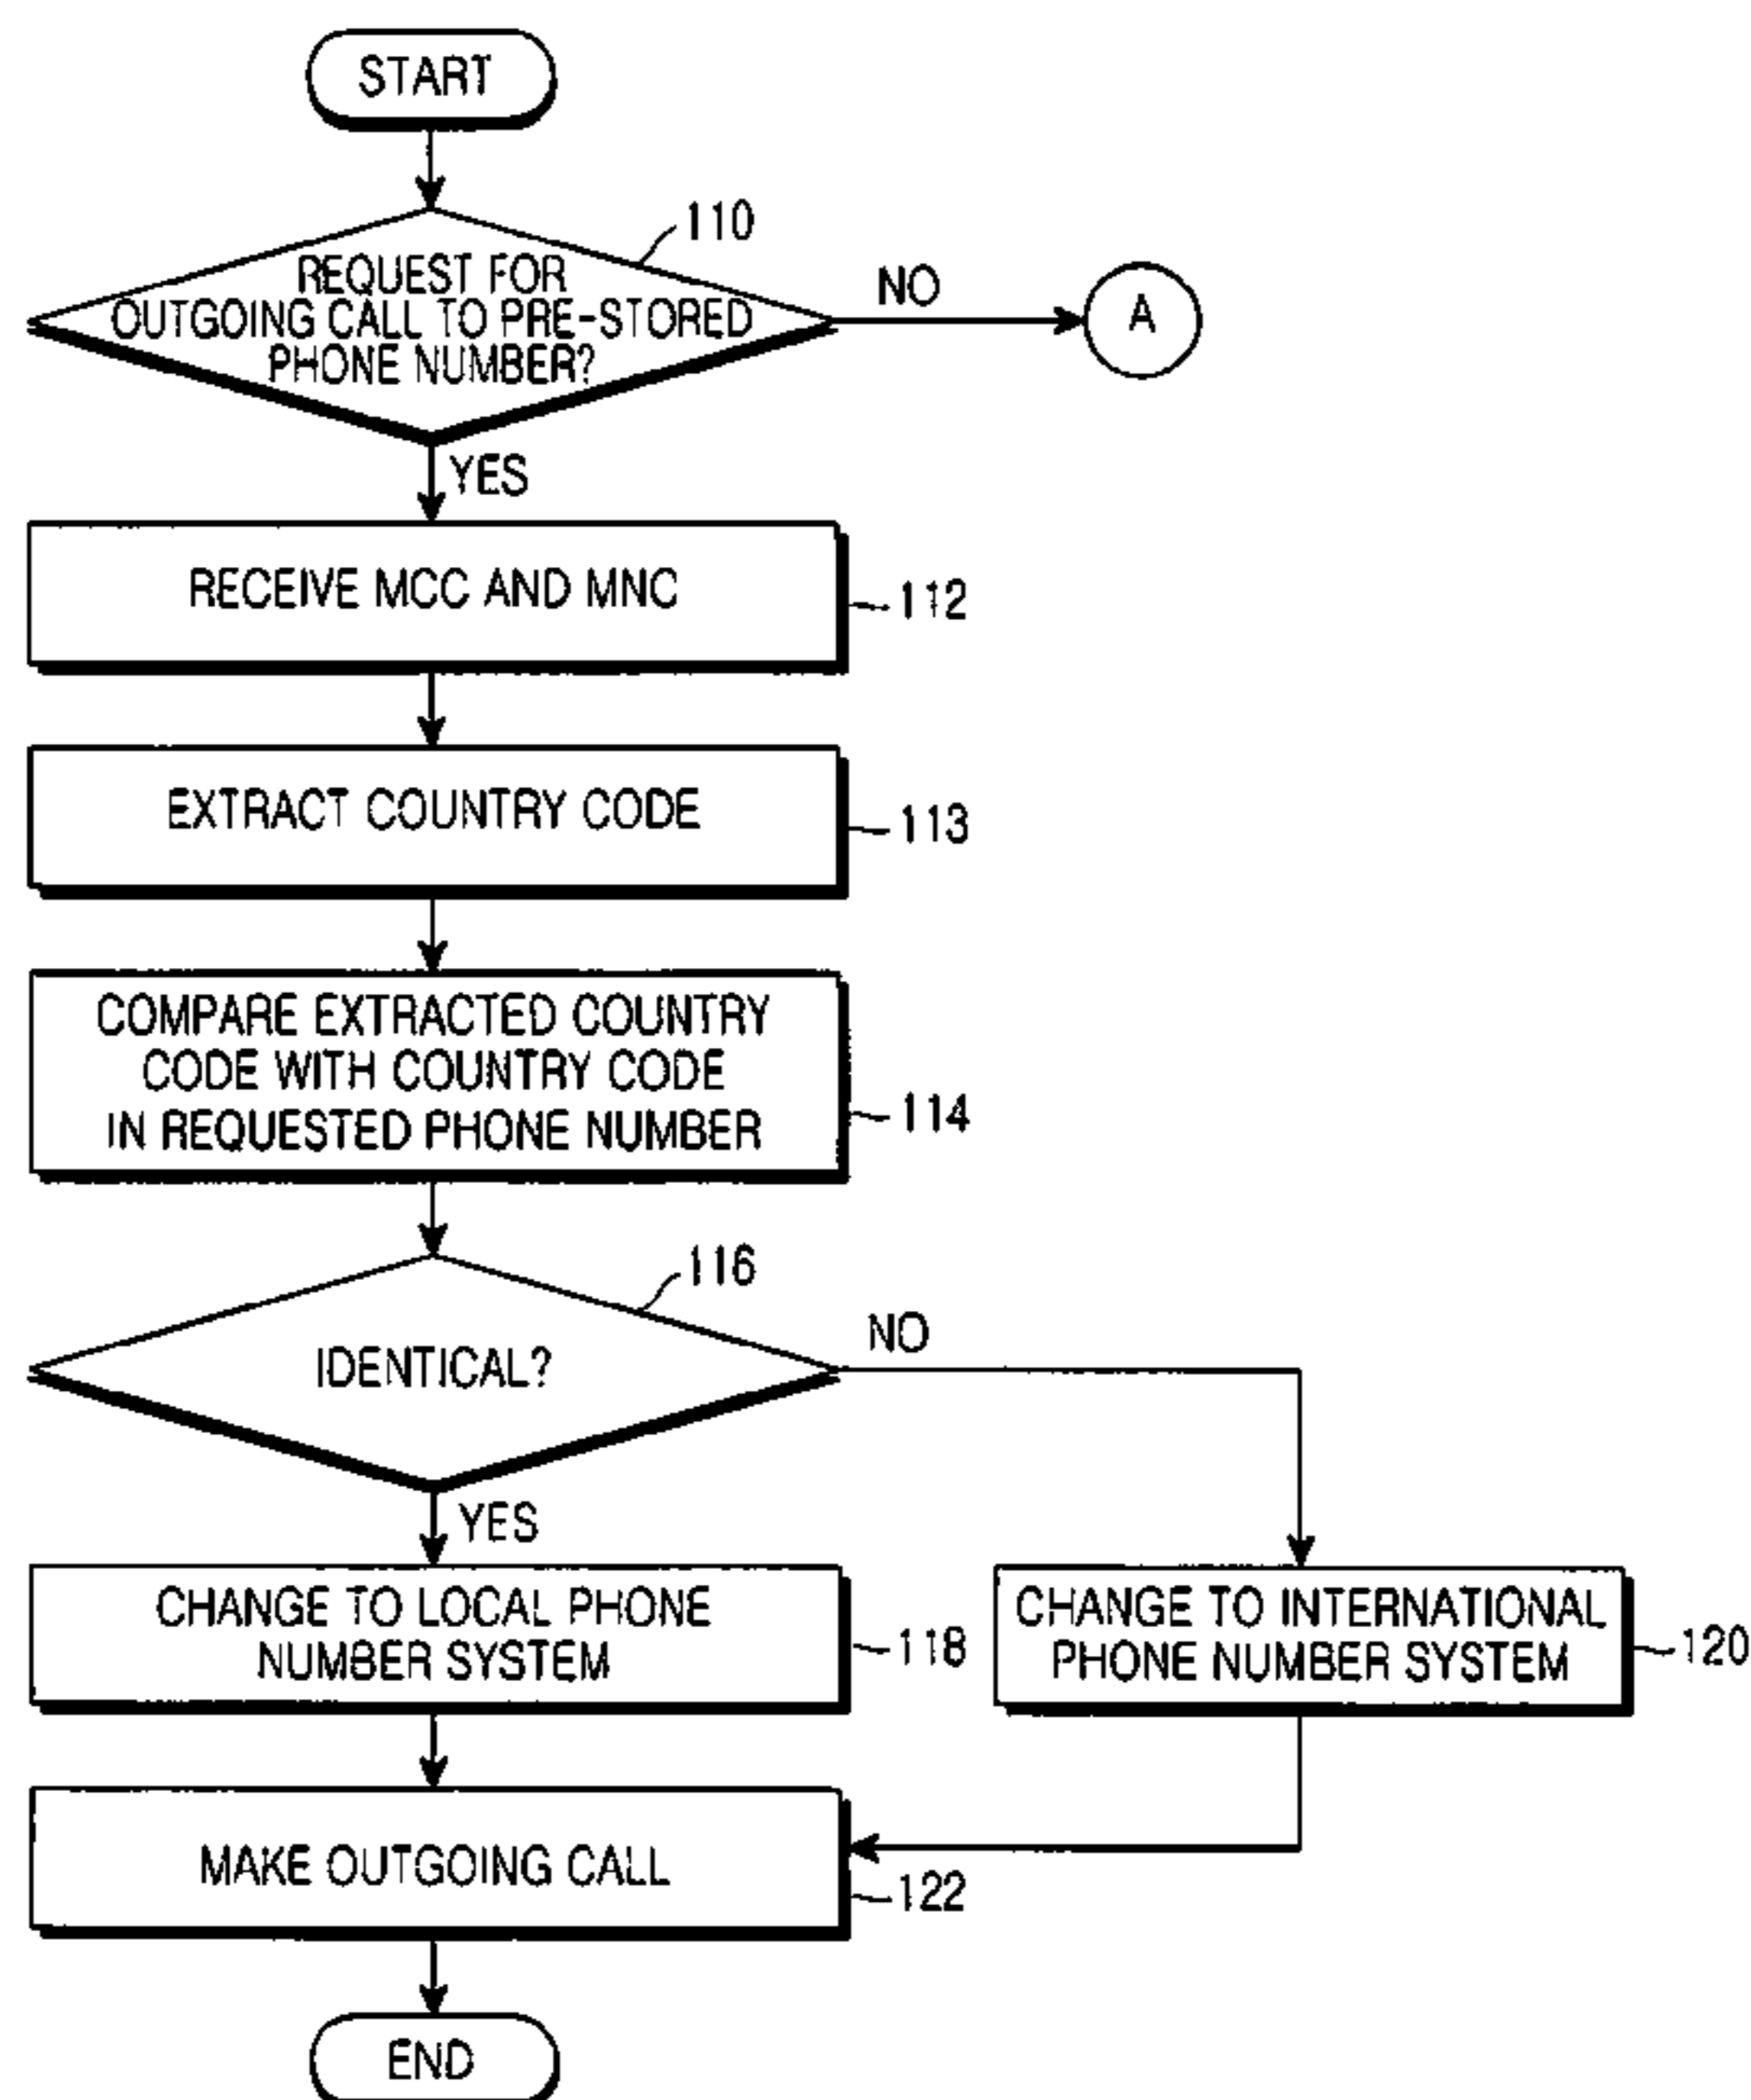 START
110
REQUEST FOR
OUTGOING CALL TO PRE-STORED
PHONE NUMBER?
NO
A
YES
RECEIVE MCC AND MNC
112
EXTRACT COUNTRY CODE
113
COMPARE EXTRACTED COUNTRY
CODE WITH COUNTRY CODE
IN REQUESTED PHONE NUMBER
114
116
IDENTICAL?
NO
YES
CHANGE TO LOCAL PHONE
NUMBER SYSTEM
118
CHANGE TO INTERNATIONAL
PHONE NUMBER SYSTEM
120
MAKE OUTGOING CALL
122
END